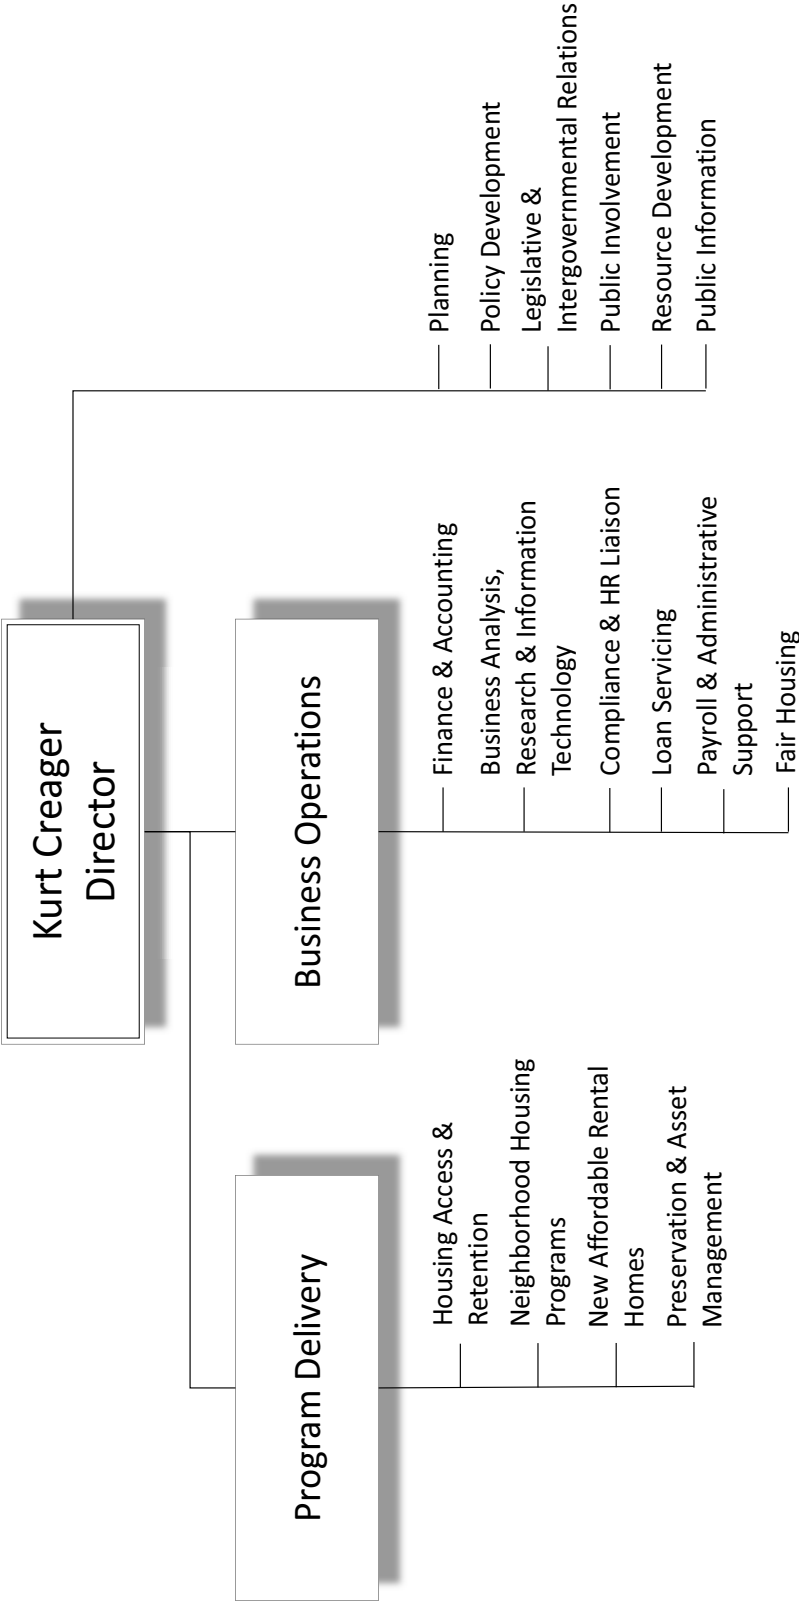 Kurt Creager
Director
Program Delivery
Housing Access &
Retention
Neighborhood Housing
Programs
New Affordable Rental
Homes
Preservation & Asset
Management
Business Operations
Finance & Accounting
Business Analysis,
Research & Information
Technology
Compliance & HR Liaison
Loan Servicing
Payroll & Administrative
Support
Fair Housing
Planning
Policy Development
Legislative &
Intergovernmental Relations
Public Involvement
Resource Development
Public Information